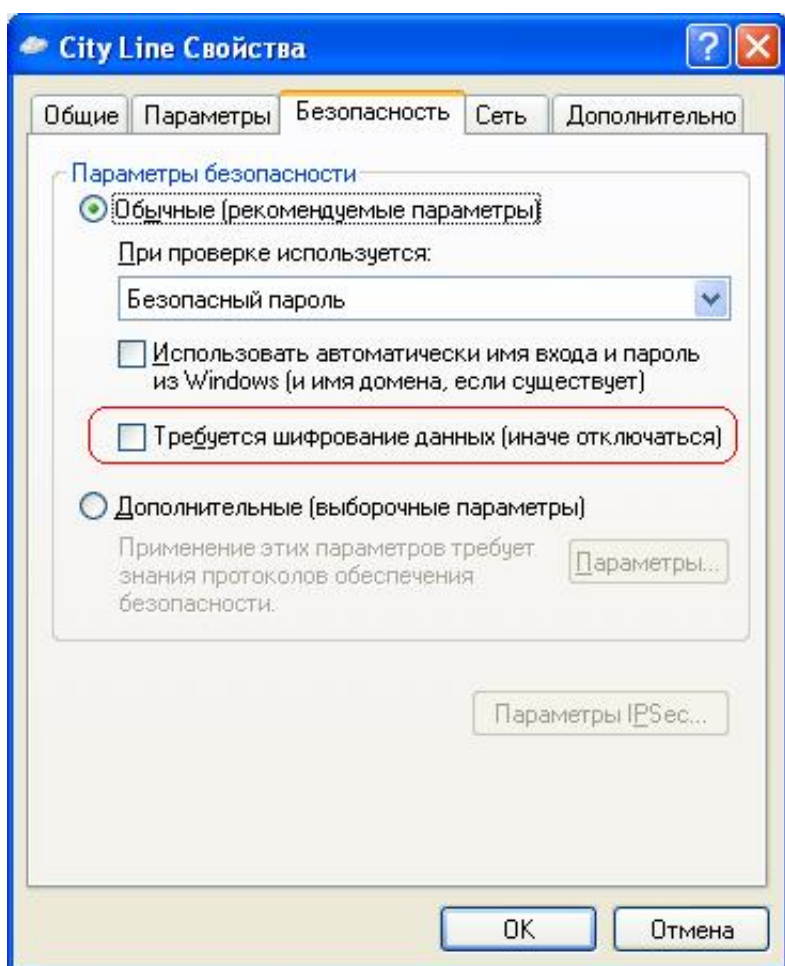 City Line Свойства
Общие Параметры Безопасность Сеть Дополнительно
Параметры безопасности
Обычные (рекомендуемые параметры)
При проверке используется:
Безопасный пароль
Использовать автоматически имя входа и пароль
из Windows (и имя домена, если существует)
Требуется шифрование данных (иначе отключаться)
Дополнительные (выборочные параметры)
Применение этих параметров требует
знания протоколов обеспечения
безопасности.
Параметры...
Параметры IPSec...
ОК Отмена